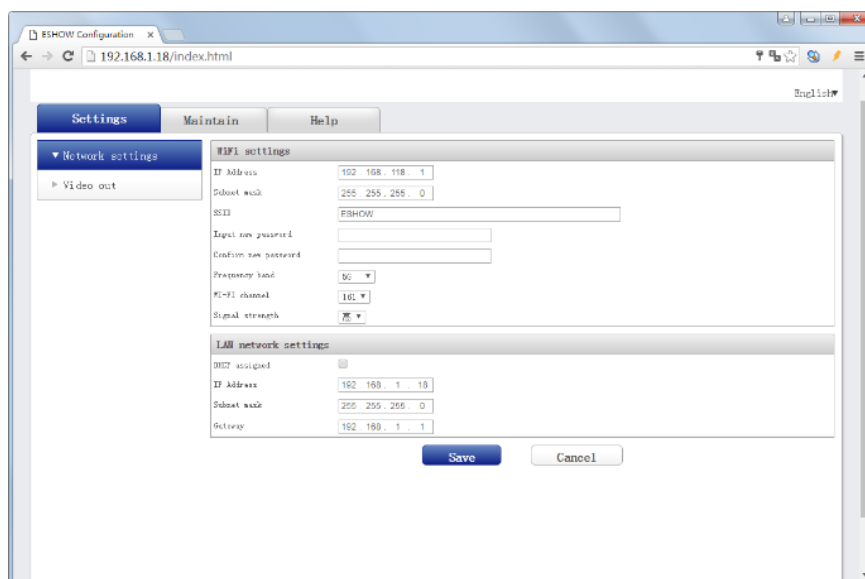 ESHOW Configuration
192.168.1.18/index.html
English
Settings Maintain Help
Network settings
Video out
WiFi settings
IP Address 192 . 168 . 118 . 1
Subnet mask 255 . 255 . 255 . 0
SSID ESHOW
Input new password
Confirm new password
Frequency band 5G
WI-FI channel 161
Signal strength 高
LAN network settings
DHCP assigned
IP Address 192 . 168 . 1 . 18
Subnet mask 255 . 255 . 255 . 0
Gateway 192 . 168 . 1 . 1
Save Cancel